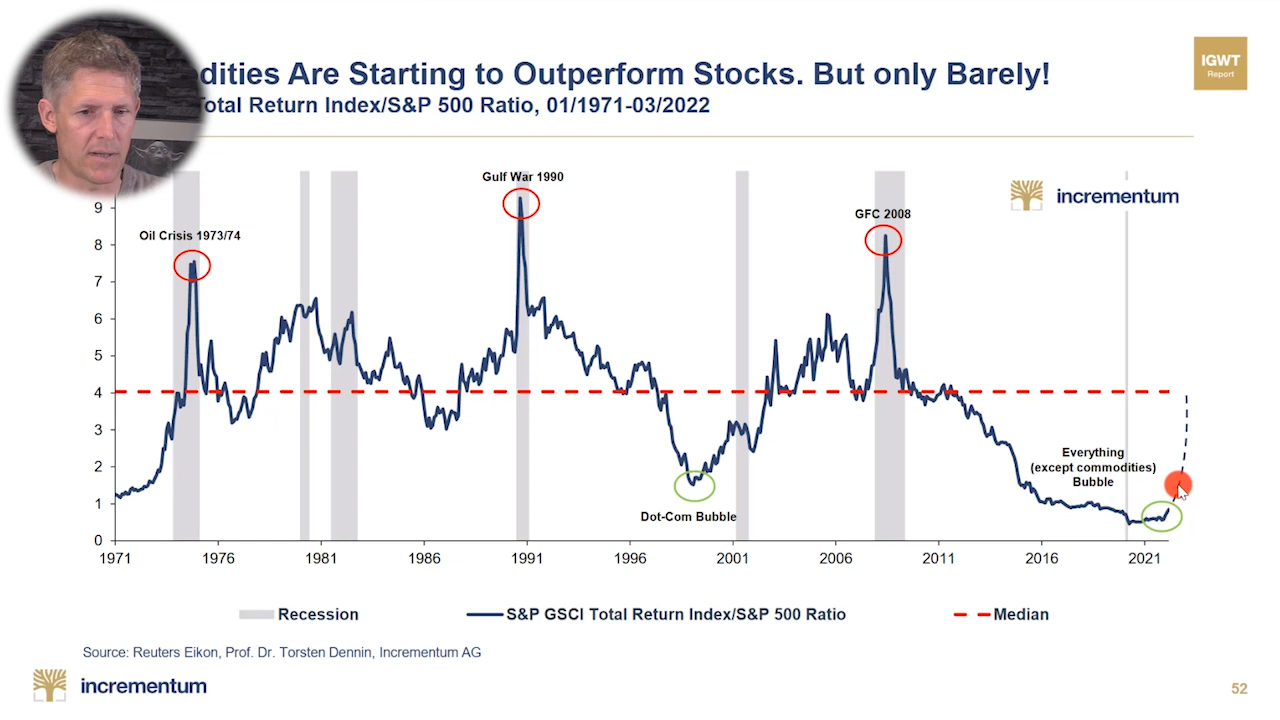 dities Are Starting to Outperform Stocks. But only Barely!
Total Return Index/S&P 500 Ratio, 01/1971-03/2022
IGWT
Report
incrementum
Oil Crisis 1973/74
Gulf War 1990
GFC 2008
Everything
(except commodities)
Bubble
Dot-Com Bubble
9
8
7
6
5
4
3
2
1
0
1971 1976 1981 1986 1991 1996 2001 2006 2011 2016 2021
Recession S&P GSCI Total Return Index/S&P 500 Ratio Median
Source: Reuters Eikon, Prof. Dr. Torsten Dennin, Incrementum AG
incrementum
52